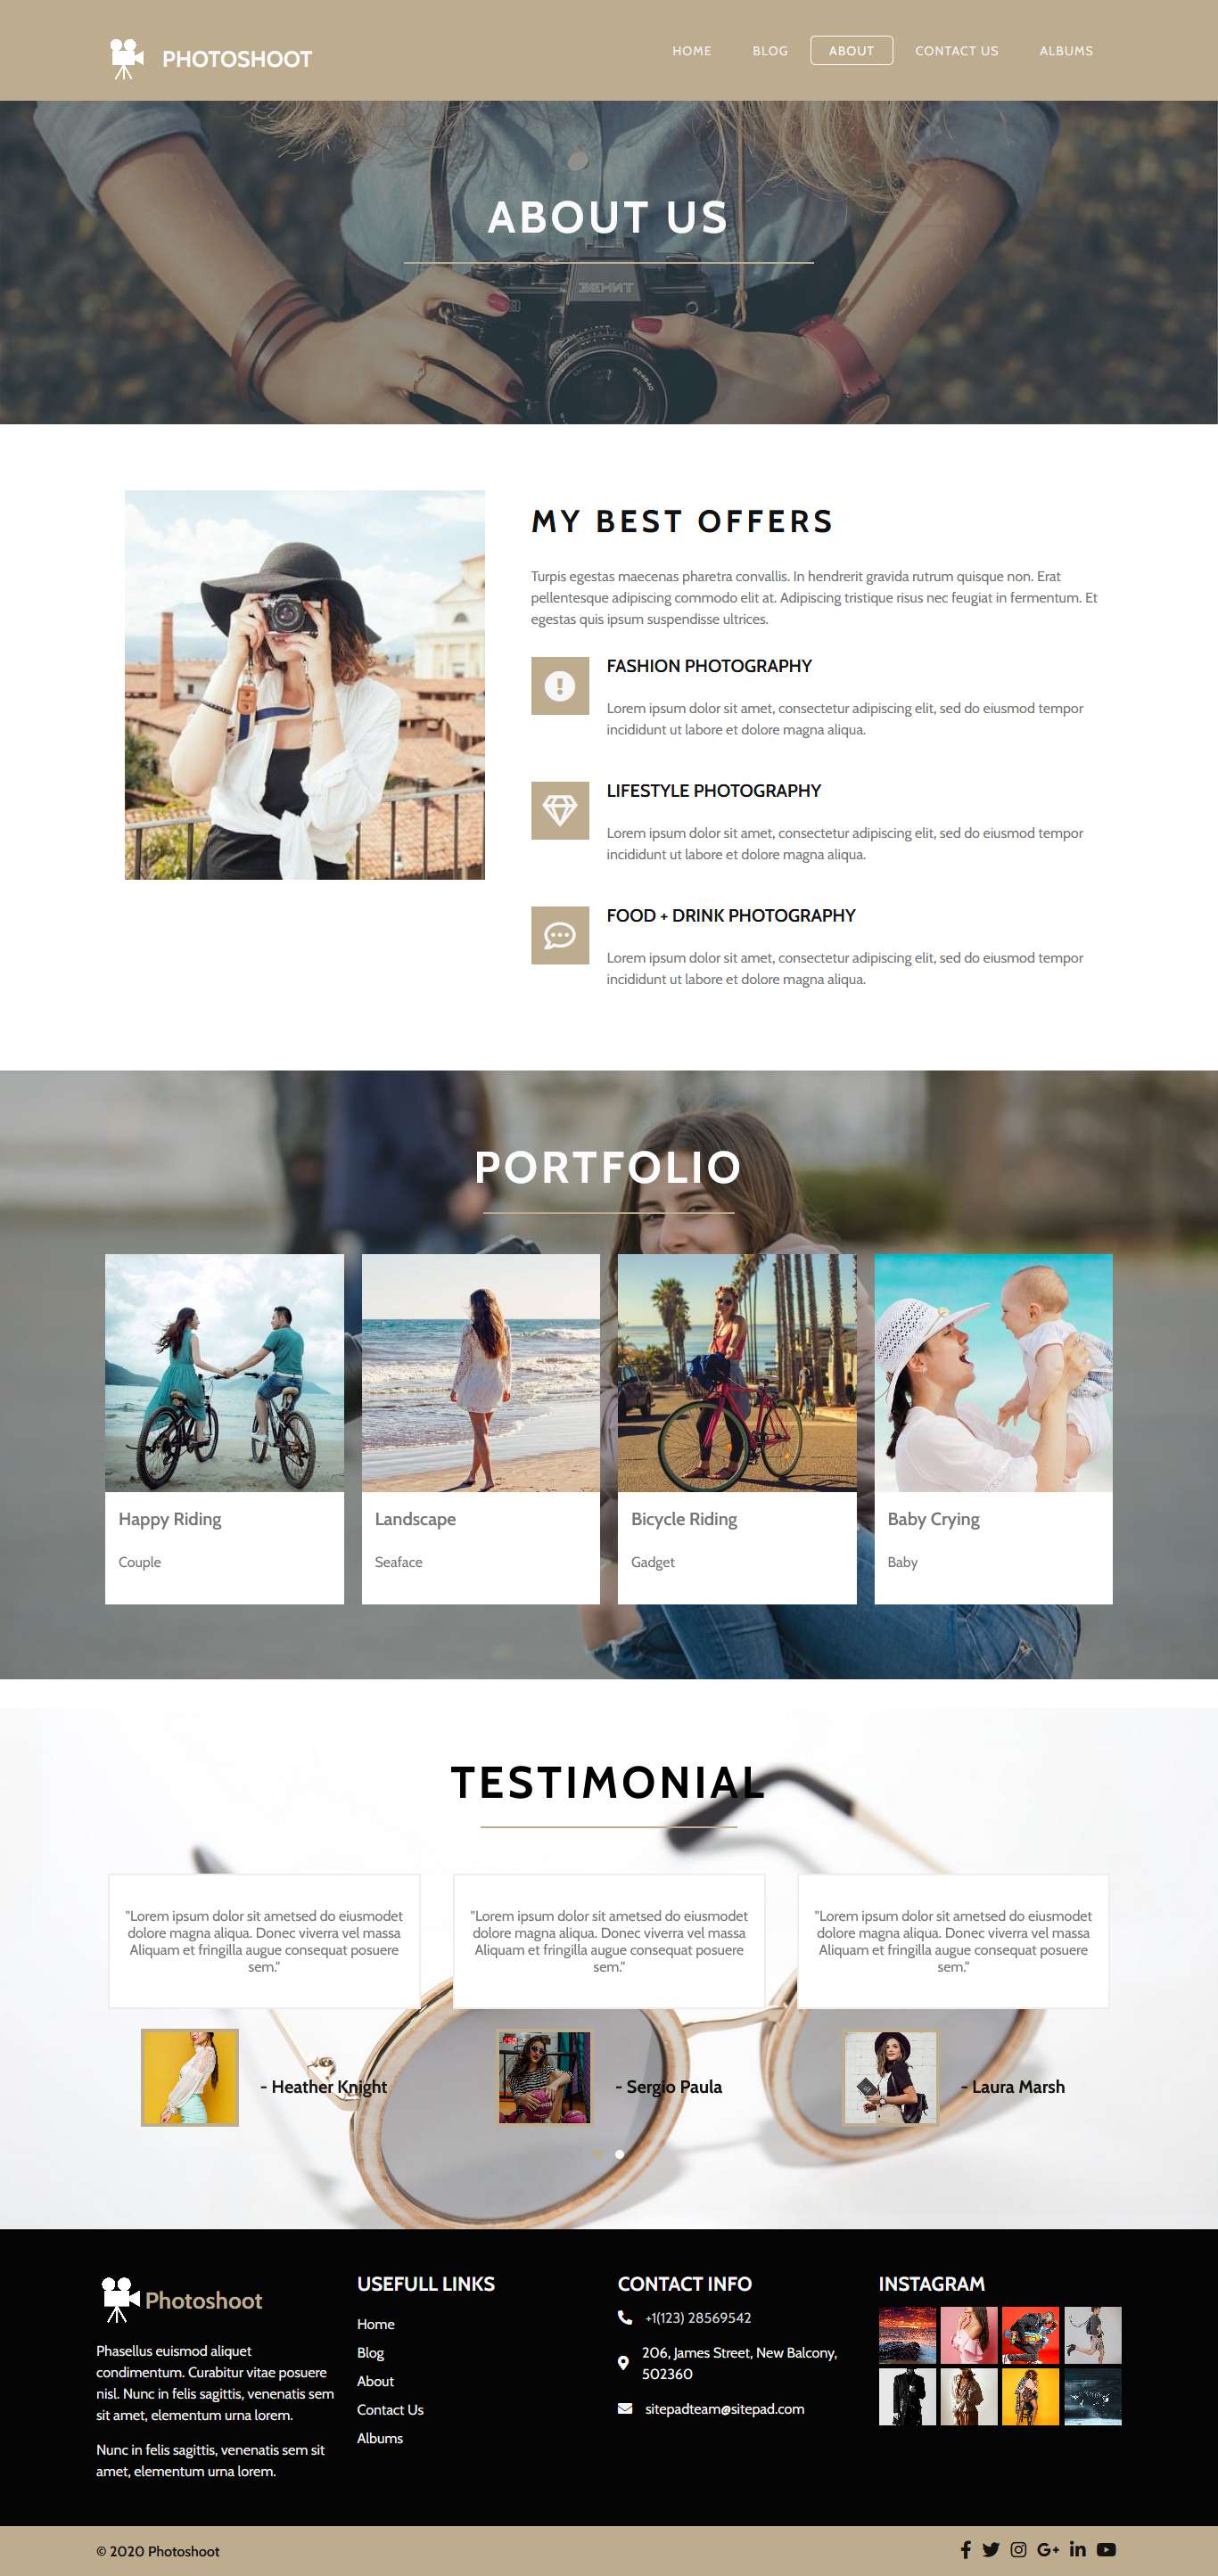 PHOTOSHOOT
HOME BLOG ABOUT CONTACT US ALBUMS
ABOUT US
ЗЕНИТ
MY BEST OFFERS
Turpis egestas maecenas pharetra convallis. In hendrerit gravida rutrum quisque non. Erat
pellentesque adipiscing commodo elit at. Adipiscing tristique risus nec feugiat in fermentum. Et
egestas quis ipsum suspendisse ultrices.
FASHION PHOTOGRAPHY
Lorem ipsum dolor sit amet, consectetur adipiscing elit, sed do eiusmod tempor
incididunt ut labore et dolore magna aliqua.
LIFESTYLE PHOTOGRAPHY
Lorem ipsum dolor sit amet, consectetur adipiscing elit, sed do eiusmod tempor
incididunt ut labore et dolore magna aliqua.
FOOD + DRINK PHOTOGRAPHY
Lorem ipsum dolor sit amet, consectetur adipiscing elit, sed do eiusmod tempor
incididunt ut labore et dolore magna aliqua.
PORTFOLIO
Happy Riding
Couple
Landscape
Seaface
Bicycle Riding
Gadget
Baby Crying
Baby
TESTIMONIAL
"Lorem ipsum dolor sit ametsed do eiusmodet
dolore magna aliqua. Donec viverra vel massa
Aliquam et fringilla augue consequat posuere
sem."
- Heather Knight
"Lorem ipsum dolor sit ametsed do eiusmodet
dolore magna aliqua. Donec viverra vel massa
Aliquam et fringilla augue consequat posuere
sem."
- Sergio Paula
"Lorem ipsum dolor sit ametsed do eiusmodet
dolore magna aliqua. Donec viverra vel massa
Aliquam et fringilla augue consequat posuere
sem."
- Laura Marsh
Photoshoot
Phasellus euismod aliquet
condimentum. Curabitur vitae posuere
nisl. Nunc in felis sagittis, venenatis sem
sit amet, elementum urna lorem.
Nunc in felis sagittis, venenatis sem sit
amet, elementum urna lorem.
USEFULL LINKS
Home
Blog
About
Contact Us
Albums
CONTACT INFO
+1(123) 28569542
206, James Street, New Balcony,
502360
sitepadteam@sitepad.com
INSTAGRAM
© 2020 Photoshoot